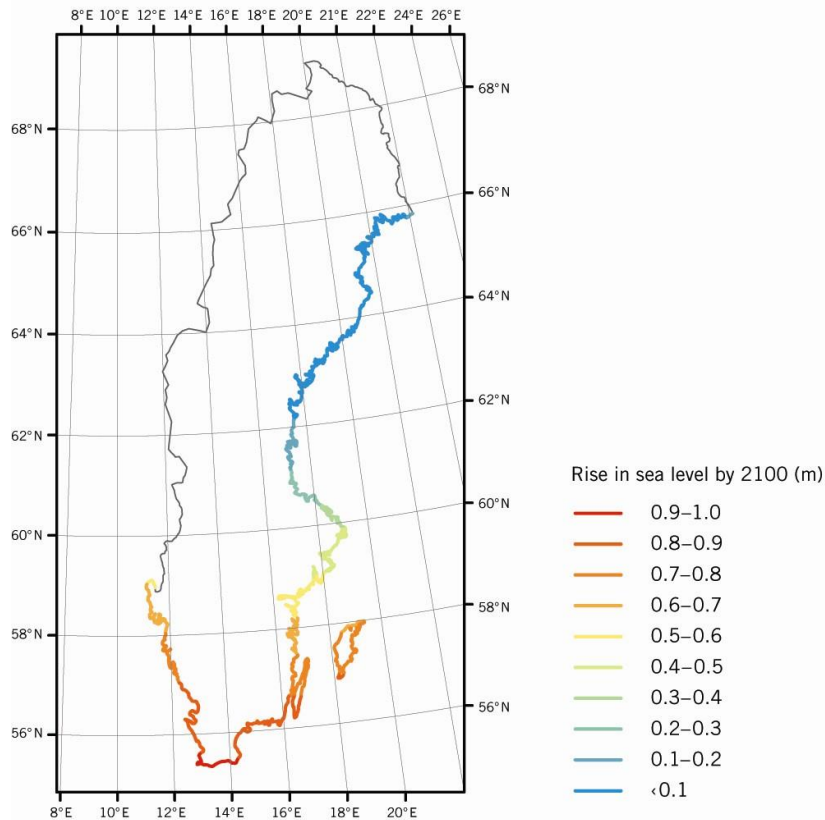 8°E 10°E 12°E 14°E 16°E 18°E 20°E 22°E 24°E 26°E
68°N
68°N
66°N
66°N
64°N
64°N
62°N
62°N
60°N
60°N
58°N
58°N
56°N
56°N
8°E 10°E 12°E 14°E 16°E 18°E 20°E
Rise in sea level by 2100 (m)
0.9–1.0
0.8–0.9
0.7–0.8
0.6–0.7
0.5–0.6
0.4–0.5
0.3–0.4
0.2–0.3
0.1–0.2
<0.1